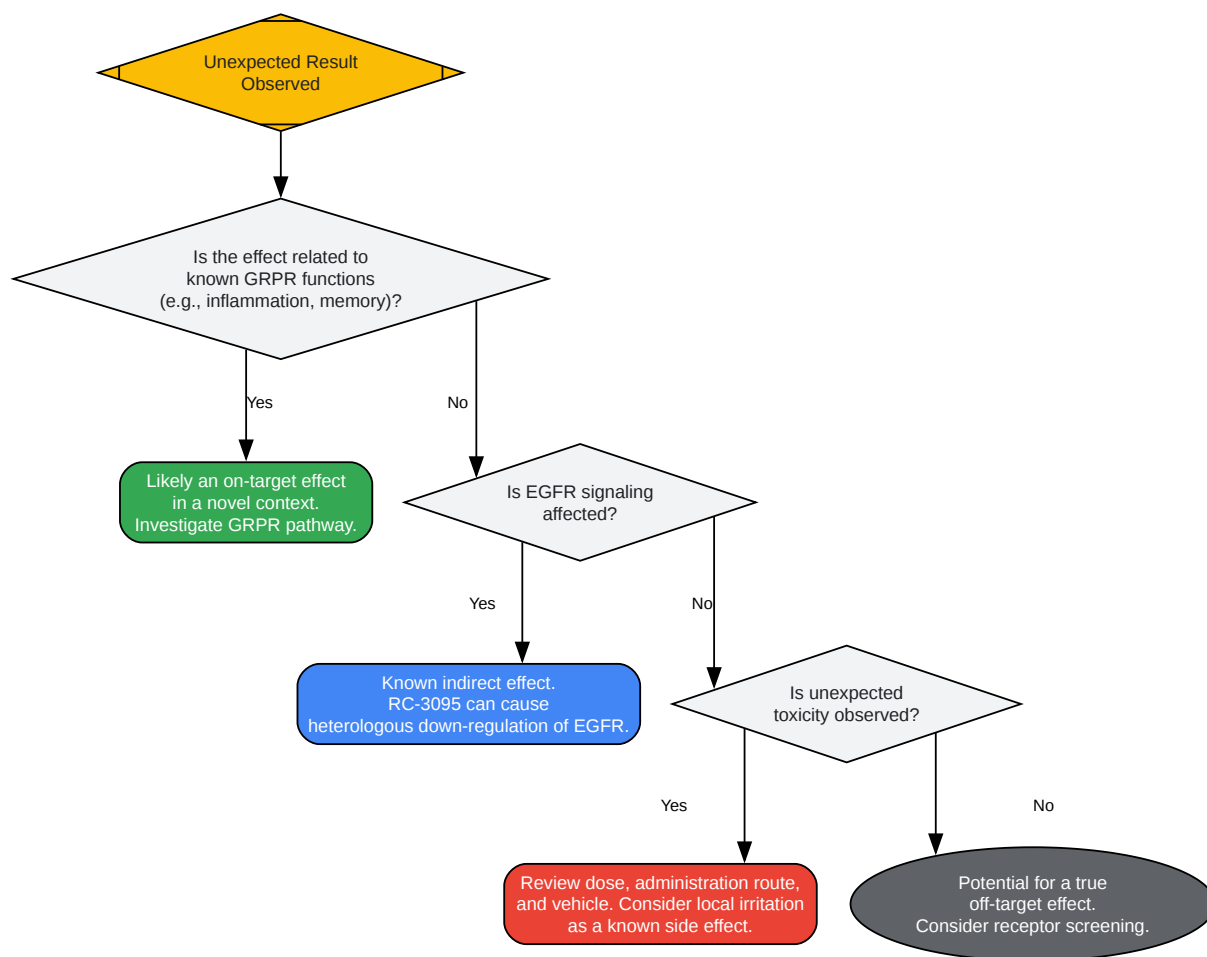 Unexpected Result
Observed
Is the effect related to
known GRPR functions
(e.g., inflammation, memory)?
Yes
No
Likely an on-target effect
in a novel context.
Investigate GRPR pathway.
Is EGFR signaling
affected?
Yes
No
Known indirect effect.
RC-3095 can cause
heterologous down-regulation of EGFR.
Is unexpected
toxicity observed?
Yes
No
Review dose, administration route,
and vehicle. Consider local irritation
as a known side effect.
Potential for a true
off-target effect.
Consider receptor screening.